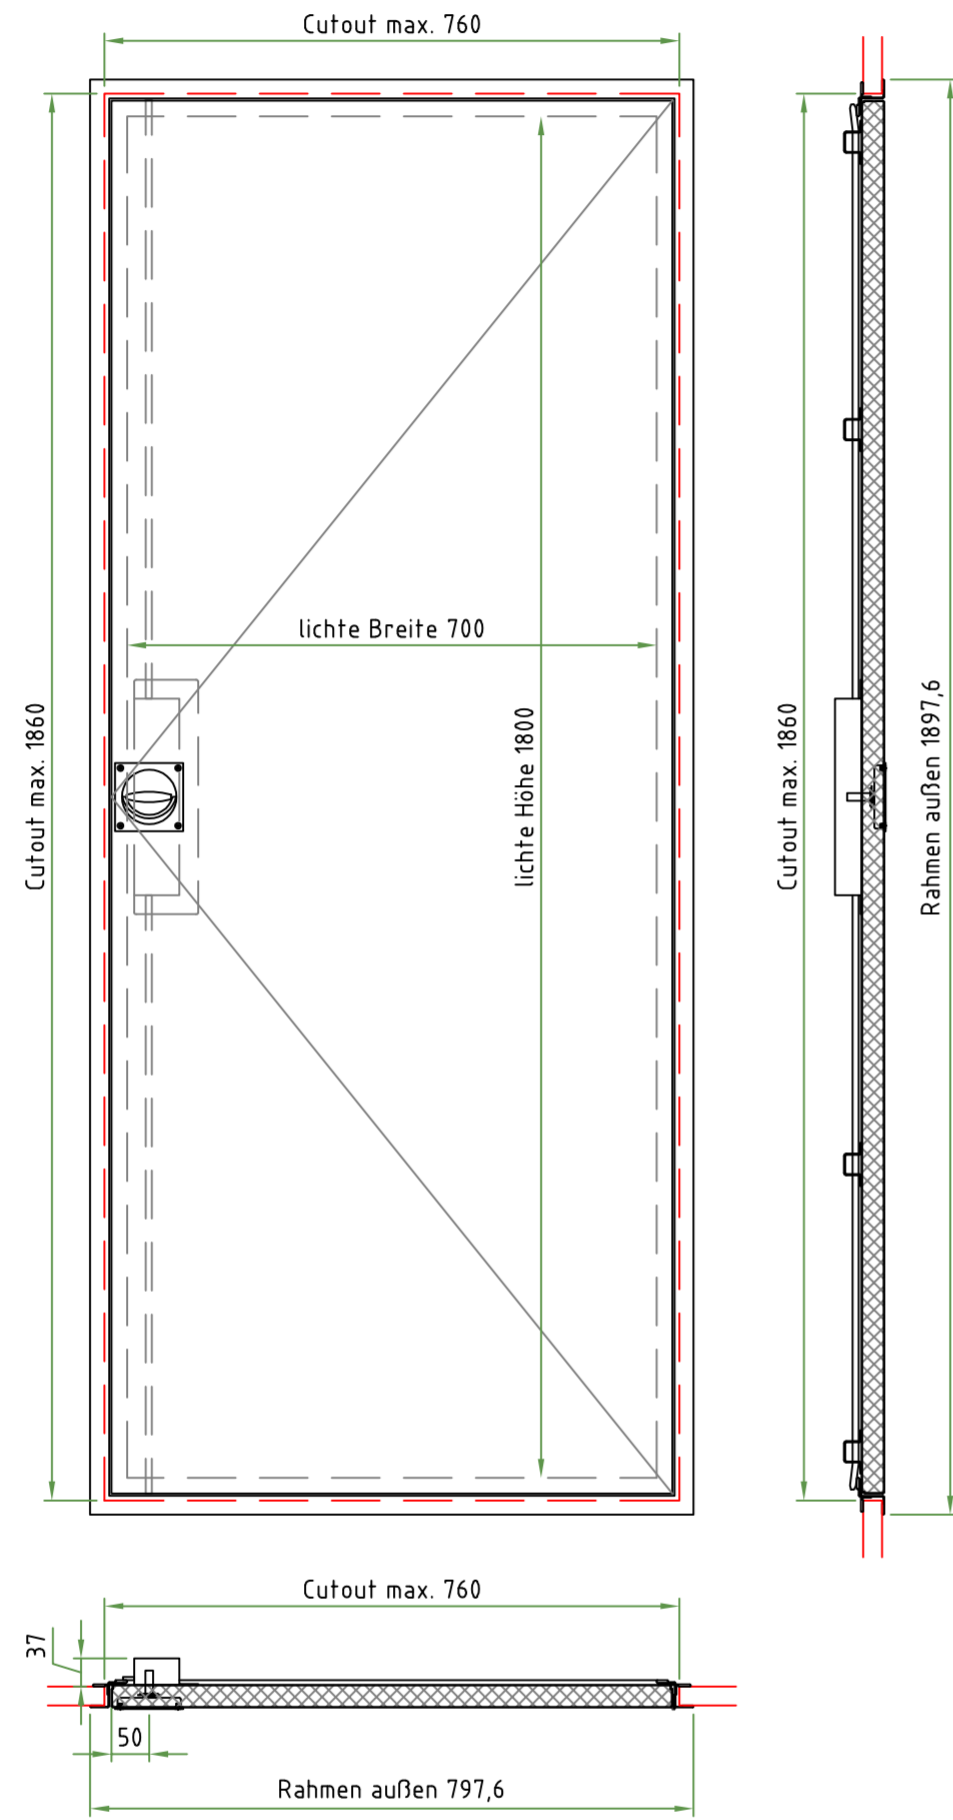 Cutout max. 760
lichte Breite 700
Cutout max. 1860
lichte Höhe 1800
Cutout max. 1860
Rahmen außen 1897,6
Cutout max. 760
37
50
Rahmen außen 797,6